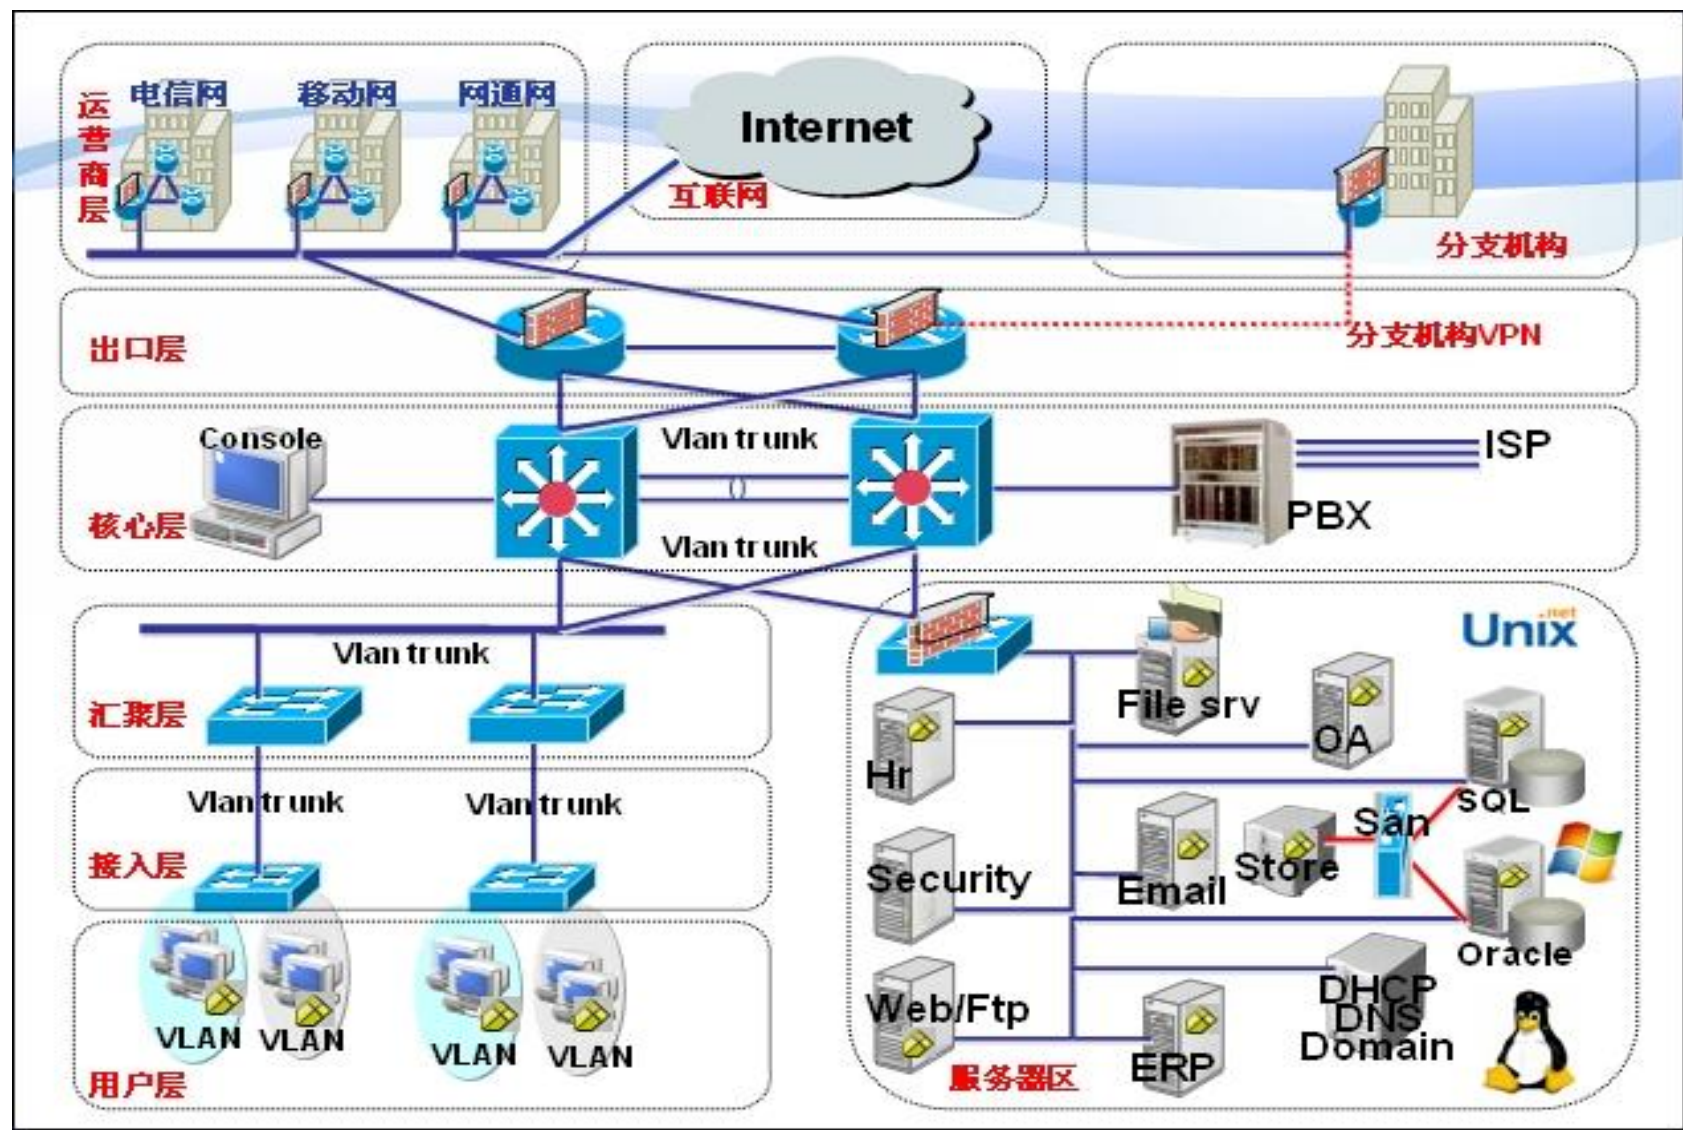 运营商层
电信网
移动网
网通网
Internet
互联网
分支机构
出口层
分支机构VPN
Console
Vlan trunk
()
ISP
PBX
核心层
Vlan trunk
Vlan trunk
汇聚层
Vlan trunk
Vlan trunk
接入层
VLAN
VLAN
VLAN
VLAN
用户层
Unix
.net
File srv
OA
Hr
SQL
San
Store
Security
Email
Oracle
Web/Ftp
DHCP
DNS
Domain
ERP
服务器区